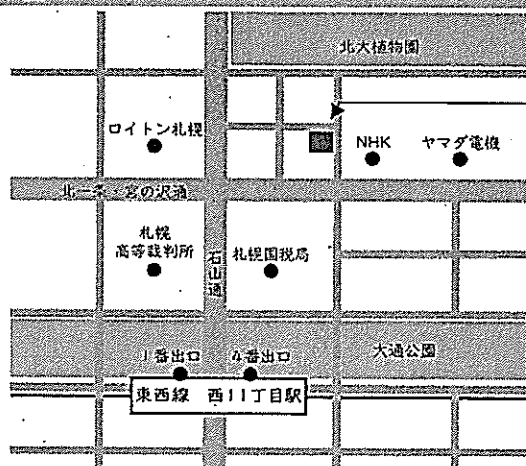 北大植物園
ロイトン札幌
NHK
ヤマダ電機
北一条・宮の沢通
札幌
高等裁判所
石山通
札幌国税局
大通公園
1番出口
4番出口
東西線 西11丁目駅